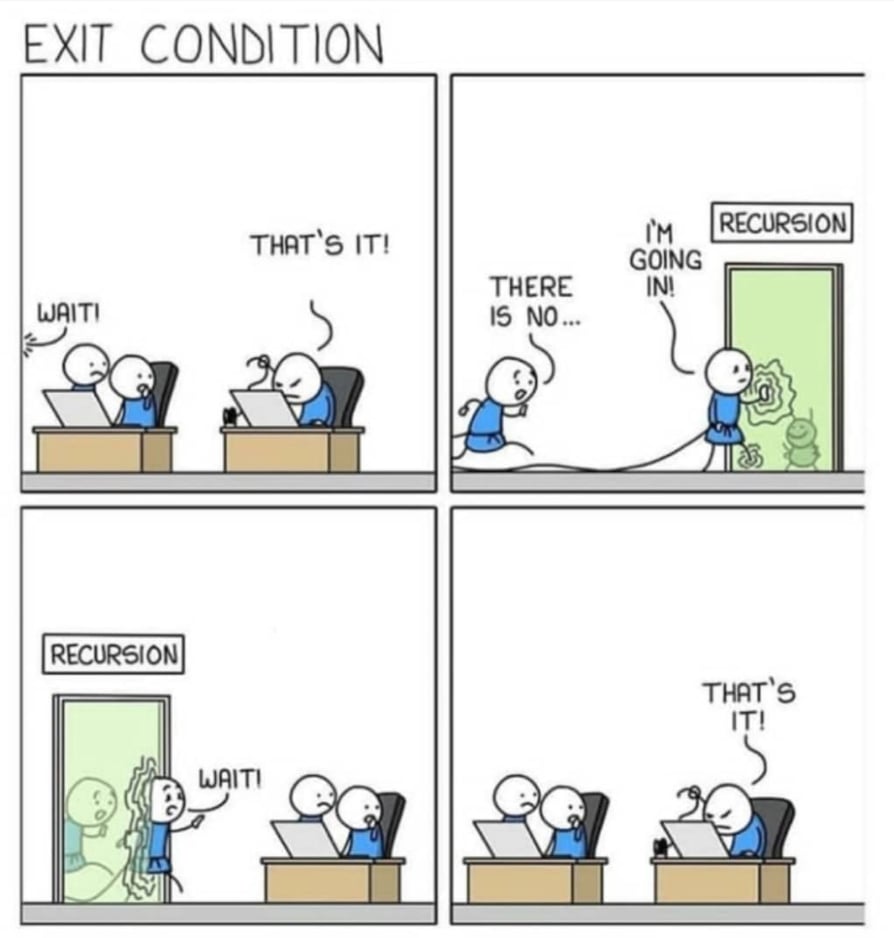 EXIT CONDITION
WAIT!
THAT'S IT!
THERE
IS NO...
I'M
GOING
IN!
RECURSION
RECURSION
WAIT!
THAT'S
IT!